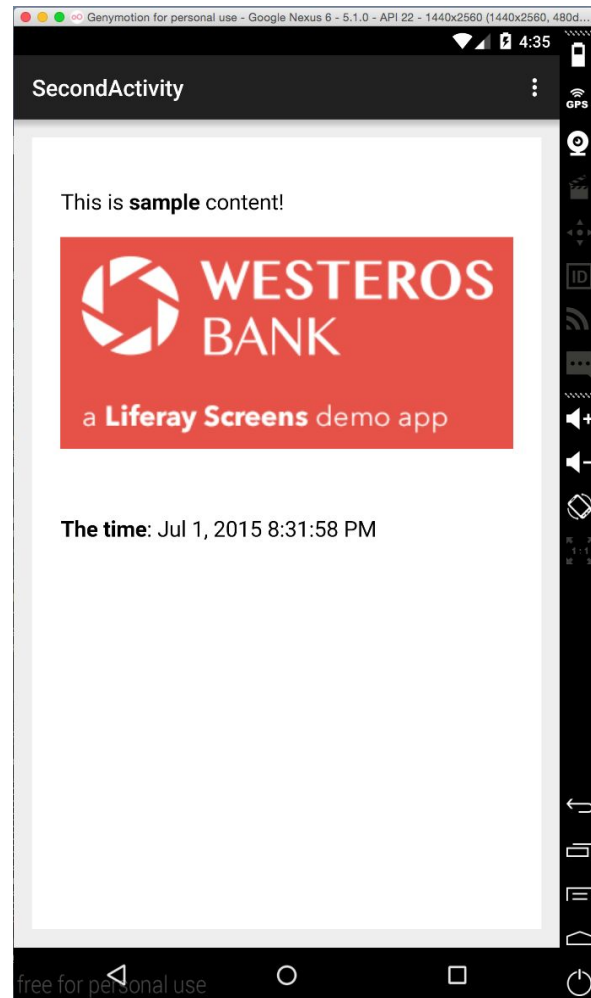 Genymotion for personal use - Google Nexus 6 - 5.1.0 - API 22 - 1440x2560 (1440x2560, 480d...
4:35
SecondActivity
GPS
This is sample content!
WESTEROS
BANK
ID
a Liferay Screens demo app
The time: Jul 1, 2015 8:31:58 PM
1:1
free for personal use